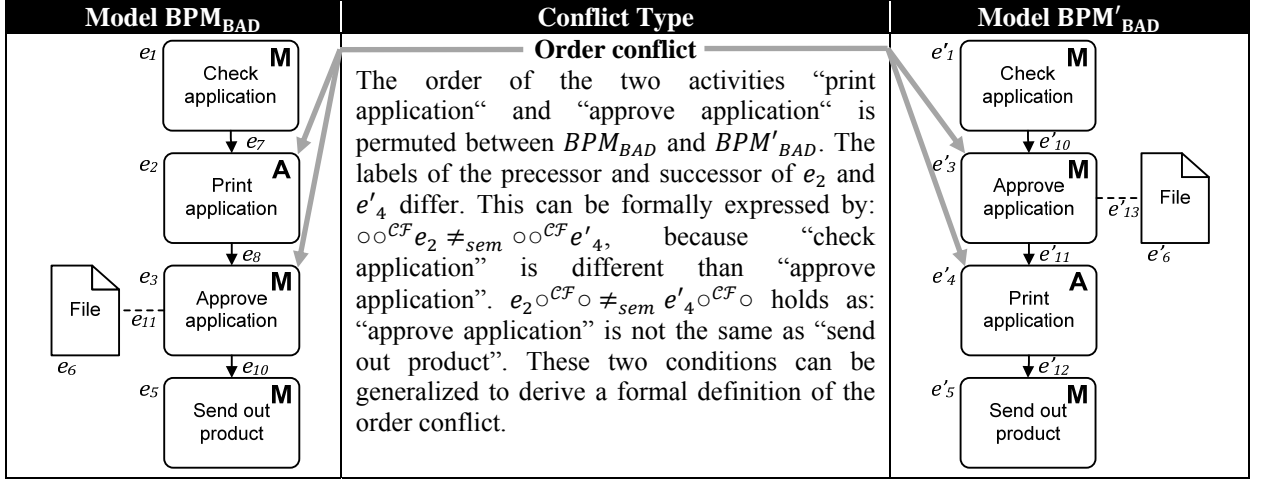 Model BPM_BAD
Conflict Type
Model BPM′_BAD
e₁
M
Check
application
e₇
e₂
A
Print
application
e₈
e₃
M
Approve
application
File
e₁₁
e₆
e₁₀
e₅
M
Send out
product
Order conflict
The order of the two activities “print
application“ and “approve application“ is
permuted between BPM_BAD and BPM′_BAD. The
labels of the precessor and successor of e₂ and
e′₄ differ. This can be formally expressed by:
○○^𝒞ℱ e₂ ≠_sem ○○^𝒞ℱ e′₄, because “check
application” is different than “approve
application”. e₂○^𝒞ℱ○ ≠_sem e′₄○^𝒞ℱ○ holds as:
“approve application” is not the same as “send
out product”. These two conditions can be
generalized to derive a formal definition of the
order conflict.
e'₁
M
Check
application
e'₁₀
e'₃
M
Approve
application
e'₁₃
File
e'₆
e'₁₁
e'₄
A
Print
application
e'₁₂
e'₅
M
Send out
product